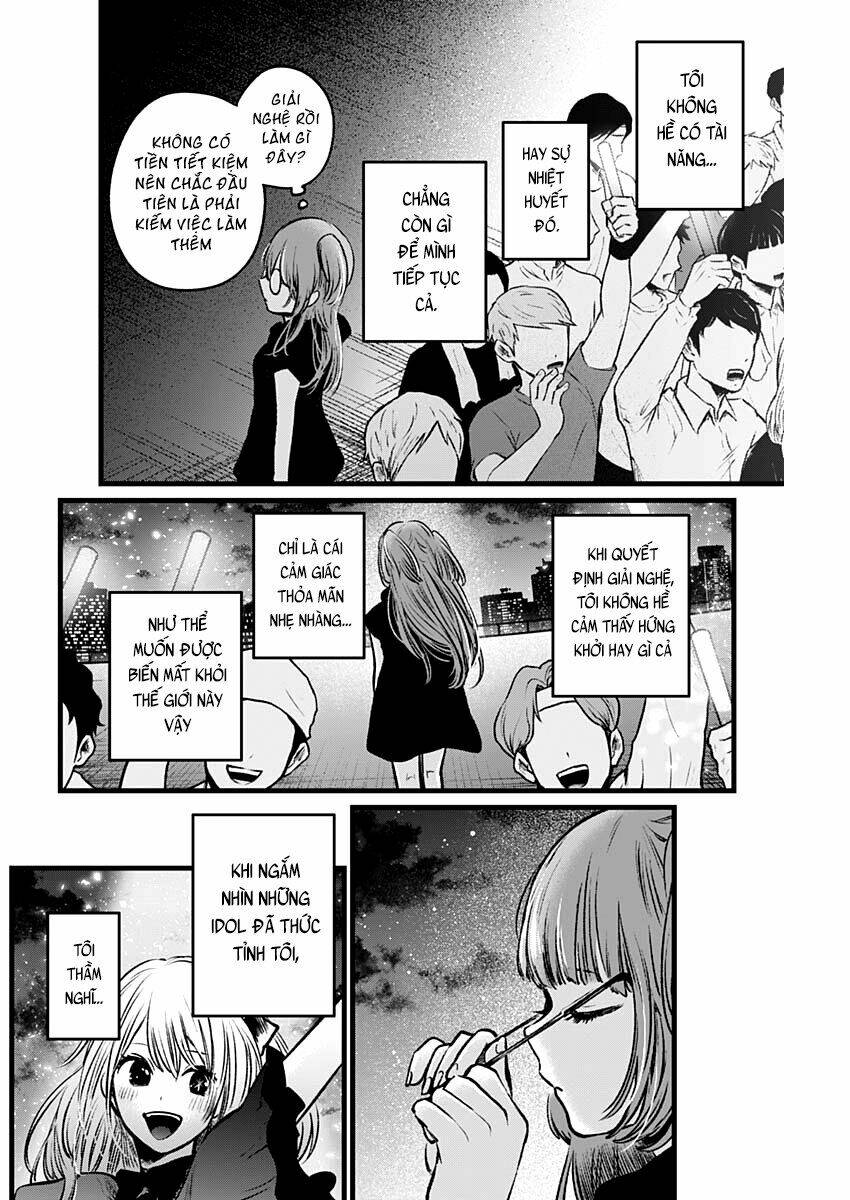 TÔI
KHÔNG
HỀ CÓ TÀI
NĂNG...
HAY SỰ
NHIỆT
HUYẾT
ĐÓ.
CHẲNG
CÒN GÌ
ĐỂ MÌNH
TIẾP TỤC
CẢ.
GIẢI
NGHỆ RỒI
LÀM GÌ
ĐÂY?
KHÔNG CÓ
TIỀN TIẾT KIỆM
NÊN CHẮC ĐẦU
TIÊN LÀ PHẢI
KIẾM VIỆC LÀM
THÊM
KHI QUYẾT
ĐỊNH GIẢI NGHỆ,
TÔI KHÔNG HỀ
CẢM THẤY HỨNG
KHỞI HAY GÌ CẢ
CHỈ LÀ CÁI
CẢM GIÁC
THỎA MÃN
NHẸ NHÀNG...
NHƯ THỂ
MUỐN ĐƯỢC
BIẾN MẤT KHỎI
THẾ GIỚI NÀY
VẬY
KHI NGẮM
NHÌN NHỮNG
IDOL ĐÃ THỨC
TỈNH TÔI,
TÔI
THẦM
NGHĨ...